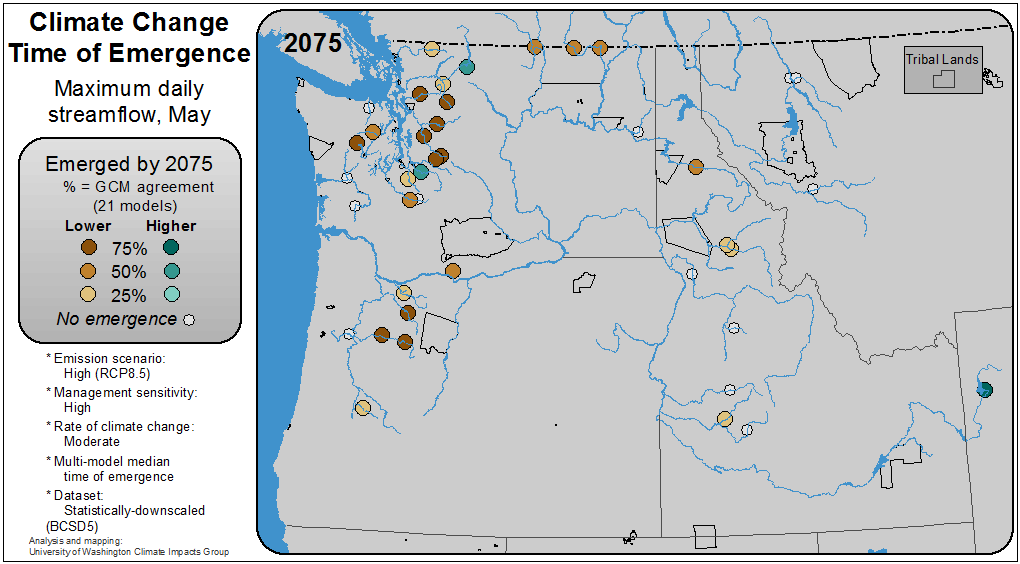 Climate Change
Time of Emergence
Maximum daily
streamflow, May
Emerged by 2075
% = GCM agreement
(21 models)
Lower Higher
75%
50%
25%
No emergence
* Emission scenario:
High (RCP8.5)
* Management sensitivity:
High
* Rate of climate change:
Moderate
* Multi-model median
time of emergence
* Dataset:
Statistically-downscaled
(BCSD5)
Analysis and mapping:
University of Washington Climate Impacts Group
2075
Tribal Lands